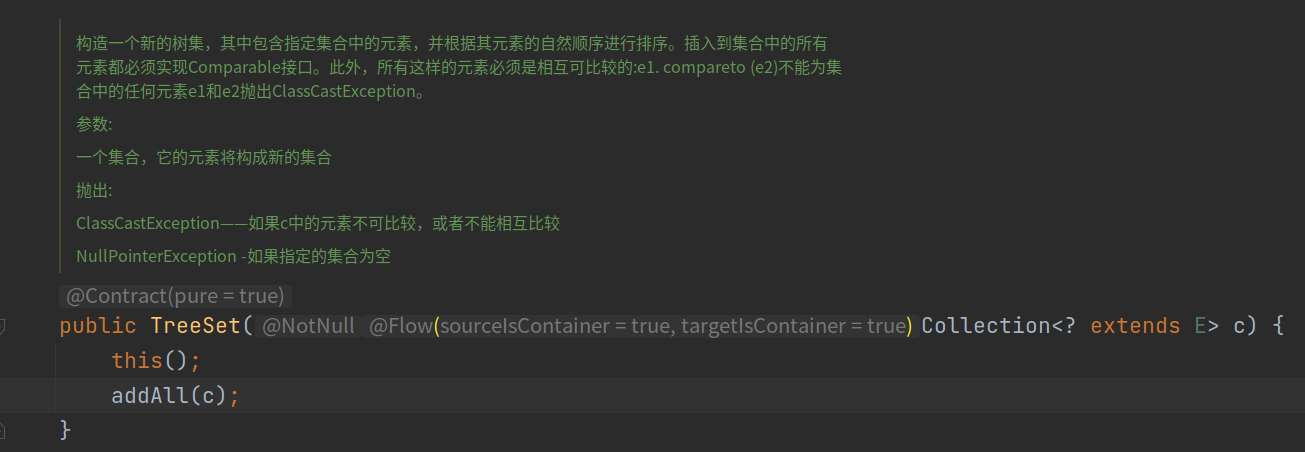 构造一个新的树集，其中包含指定集合中的元素，并根据其元素的自然顺序进行排序。插入到集合中的所有
元素都必须实现Comparable接口。此外，所有这样的元素必须是相互可比较的:e1. compareto (e2)不能为集
合中的任何元素e1和e2抛出ClassCastException。
参数:
一个集合，它的元素将构成新的集合
抛出:
ClassCastException——如果c中的元素不可比较，或者不能相互比较
NullPointerException -如果指定的集合为空
@Contract(pure = true)
public TreeSet( @NotNull @Flow(sourceIsContainer = true, targetIsContainer = true) Collection<? extends E> c) {
this();
addAll(c);
}